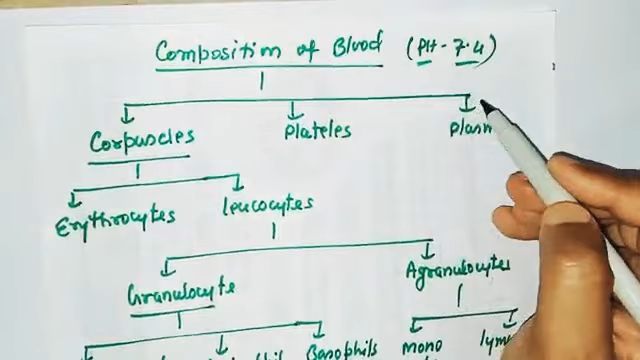 Composition of Blood (PH - 7.4)
Corpuscles Plateles
Erythrocytes Leucocytes
Granulocyte Agranulocytes
Basophils mono